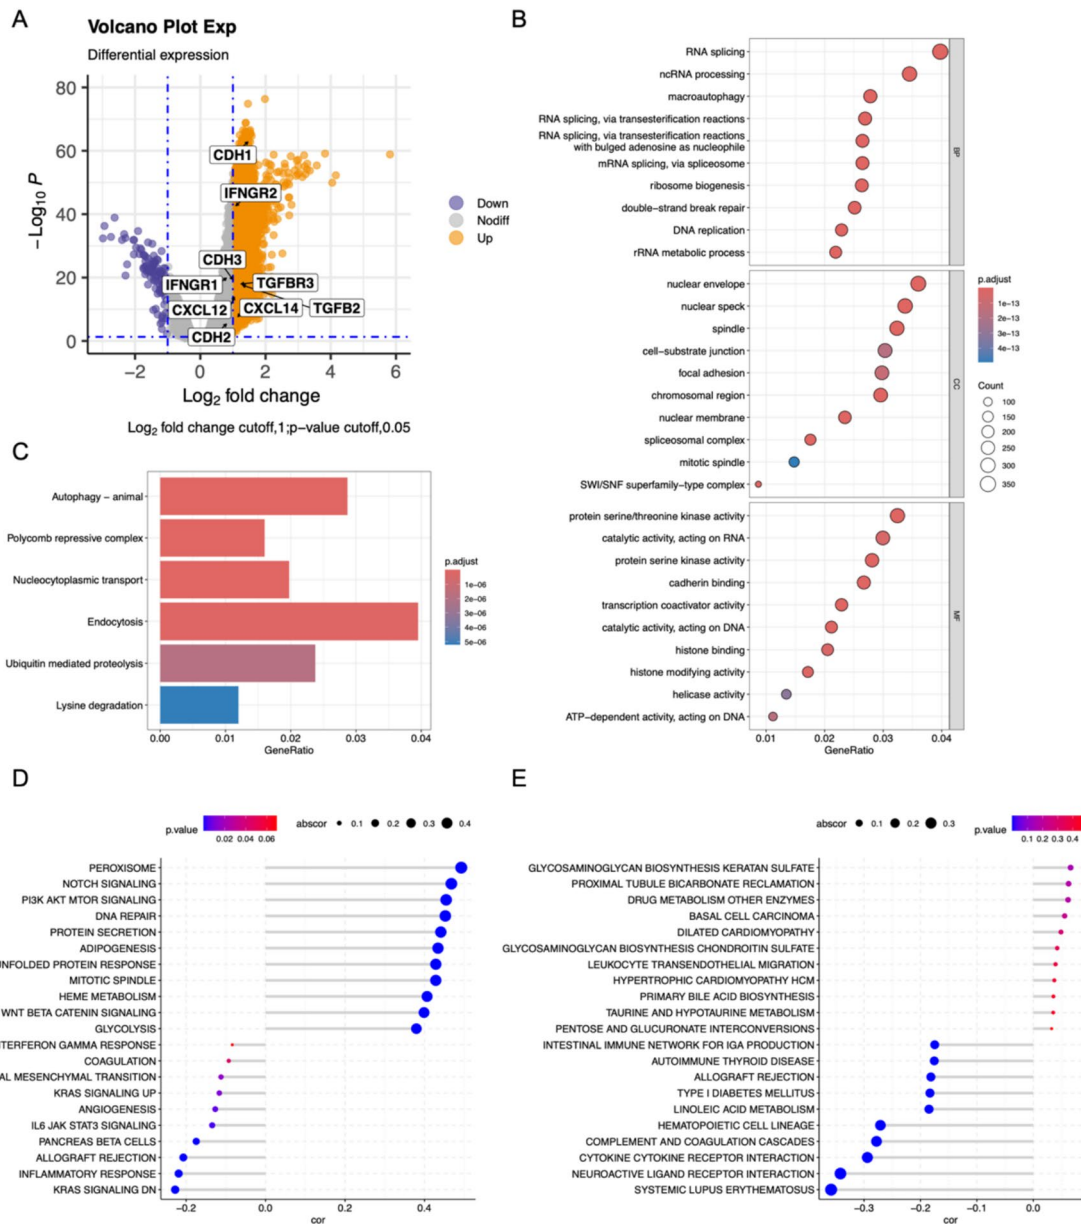 A
Volcano Plot Exp
Differential expression
80
60
40
20
0
−Log10 P
CDH1
IFNGR2
CDH3
IFNGR1
TGFBR3
CXCL12
CXCL14
TGFB2
CDH2
−2
0
2
4
6
Log2 fold change
Log2 fold change cutoff,1;p−value cutoff,0.05
Down
Nodiff
Up
B
RNA splicing
ncRNA processing
macroautophagy
RNA splicing, via transesterification reactions
RNA splicing, via transesterification reactions
with bulged adenosine as nucleophile
mRNA splicing, via spliceosome
ribosome biogenesis
double−strand break repair
DNA replication
rRNA metabolic process
BP
nuclear envelope
nuclear speck
spindle
cell−substrate junction
focal adhesion
chromosomal region
nuclear membrane
spliceosomal complex
mitotic spindle
SWI/SNF superfamily−type complex
CC
protein serine/threonine kinase activity
catalytic activity, acting on RNA
protein serine kinase activity
cadherin binding
transcription coactivator activity
catalytic activity, acting on DNA
histone binding
histone modifying activity
helicase activity
ATP−dependent activity, acting on DNA
MF
0.01
0.02
0.03
0.04
GeneRatio
p.adjust
1e−13
2e−13
3e−13
4e−13
Count
100
150
200
250
300
350
C
Autophagy − animal
Polycomb repressive complex
Nucleocytoplasmic transport
Endocytosis
Ubiquitin mediated proteolysis
Lysine degradation
0.00
0.01
0.02
0.03
0.04
GeneRatio
p.adjust
1e−06
2e−06
3e−06
4e−06
5e−06
D
p.value
0.02 0.04 0.06
abscor
0.1
0.2
0.3
0.4
PEROXISOME
NOTCH SIGNALING
PI3K AKT MTOR SIGNALING
DNA REPAIR
PROTEIN SECRETION
ADIPOGENESIS
UNFOLDED PROTEIN RESPONSE
MITOTIC SPINDLE
HEME METABOLISM
WNT BETA CATENIN SIGNALING
GLYCOLYSIS
NTERFERON GAMMA RESPONSE
COAGULATION
AL MESENCHYMAL TRANSITION
KRAS SIGNALING UP
ANGIOGENESIS
IL6 JAK STAT3 SIGNALING
PANCREAS BETA CELLS
ALLOGRAFT REJECTION
INFLAMMATORY RESPONSE
KRAS SIGNALING DN
−0.2
0.0
0.2
0.4
cor
E
abscor
0.1
0.2
0.3
p.value
0.1 0.2 0.3 0.4
GLYCOSAMINOGLYCAN BIOSYNTHESIS KERATAN SULFATE
PROXIMAL TUBULE BICARBONATE RECLAMATION
DRUG METABOLISM OTHER ENZYMES
BASAL CELL CARCINOMA
DILATED CARDIOMYOPATHY
GLYCOSAMINOGLYCAN BIOSYNTHESIS CHONDROITIN SULFATE
LEUKOCYTE TRANSENDOTHELIAL MIGRATION
HYPERTROPHIC CARDIOMYOPATHY HCM
PRIMARY BILE ACID BIOSYNTHESIS
TAURINE AND HYPOTAURINE METABOLISM
PENTOSE AND GLUCURONATE INTERCONVERSIONS
INTESTINAL IMMUNE NETWORK FOR IGA PRODUCTION
AUTOIMMUNE THYROID DISEASE
ALLOGRAFT REJECTION
TYPE I DIABETES MELLITUS
LINOLEIC ACID METABOLISM
HEMATOPOIETIC CELL LINEAGE
COMPLEMENT AND COAGULATION CASCADES
CYTOKINE CYTOKINE RECEPTOR INTERACTION
NEUROACTIVE LIGAND RECEPTOR INTERACTION
SYSTEMIC LUPUS ERYTHEMATOSUS
−0.3
−0.2
−0.1
0.0
cor